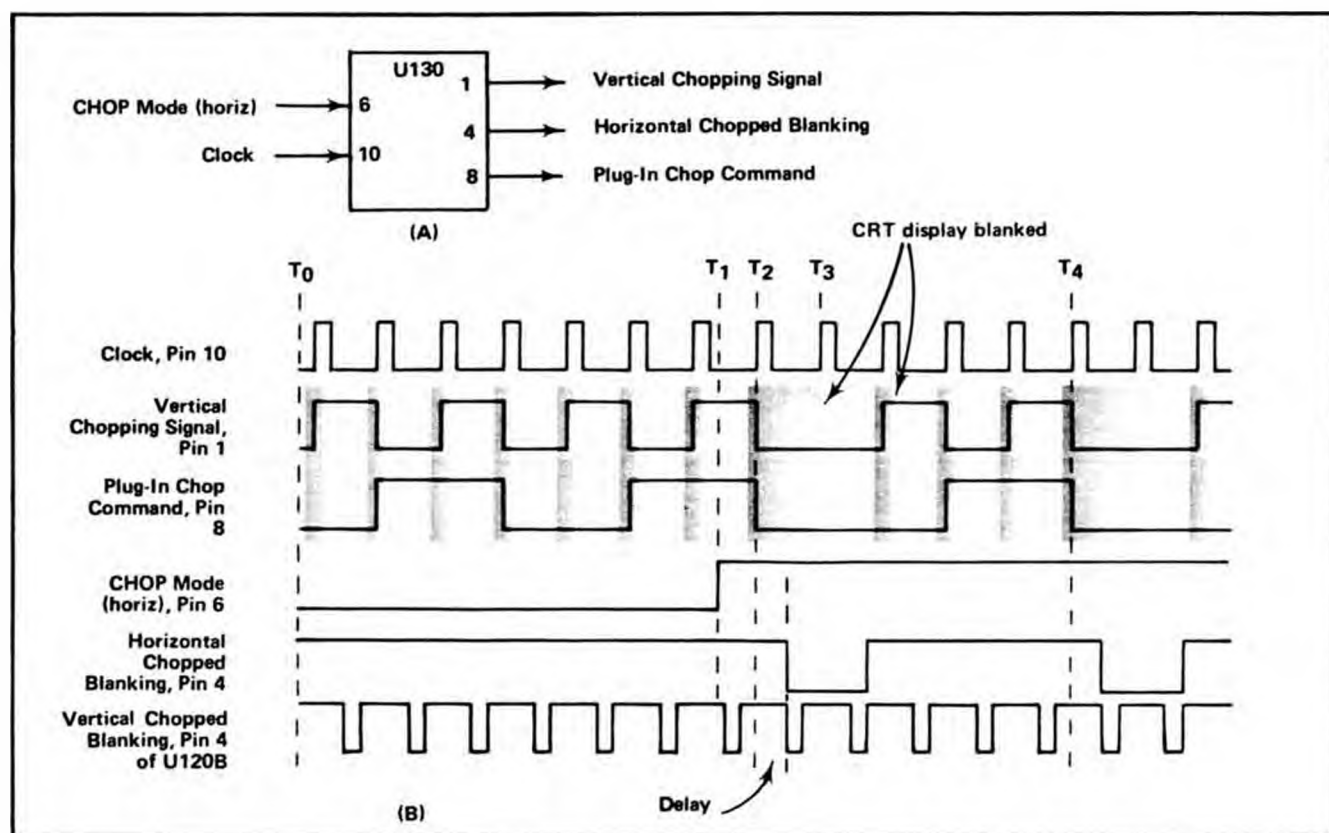 U130
CHOP Mode (horiz)
6
Clock
10
1
Vertical Chopping Signal
4
Horizontal Chopped Blanking
8
Plug-In Chop Command
(A)
CRT display blanked
T0
T1
T2
T3
T4
Clock, Pin 10
Vertical
Chopping Signal,
Pin 1
Plug-In Chop
Command, Pin
8
CHOP Mode
(horiz), Pin 6
Horizontal
Chopped
Blanking, Pin 4
Vertical Chopped
Blanking, Pin 4
of U120B
Delay
(B)